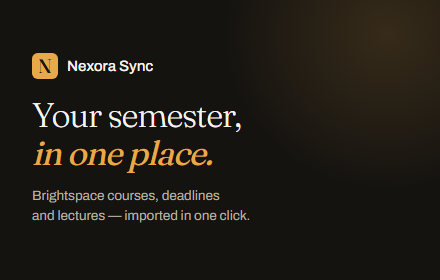 N Nexora Sync
Your semester,
in one place.
Brightspace courses, deadlines
and lectures — imported in one click.